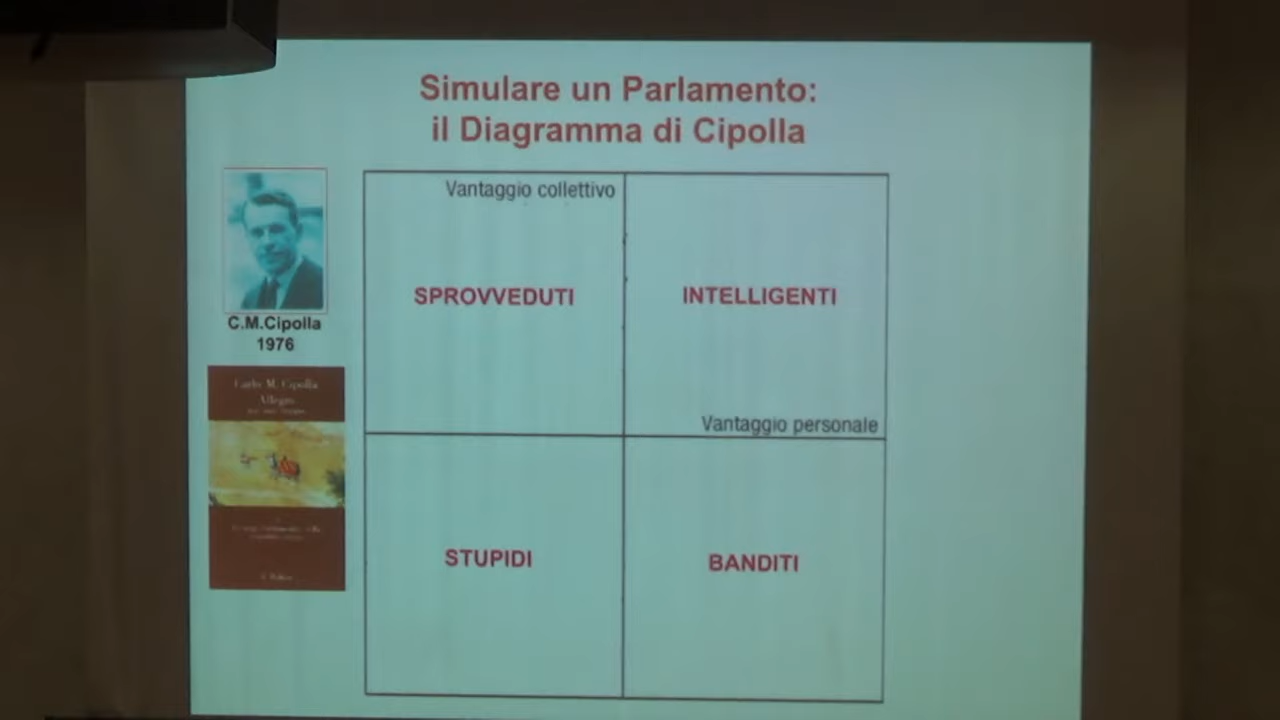 Simulare un Parlamento:
il Diagramma di Cipolla
Vantaggio collettivo
SPROVVEDUTI
INTELLIGENTI
C.M.Cipolla
1976
Carlo M. Cipolla
Allegro
Vantaggio personale
STUPIDI
BANDITI